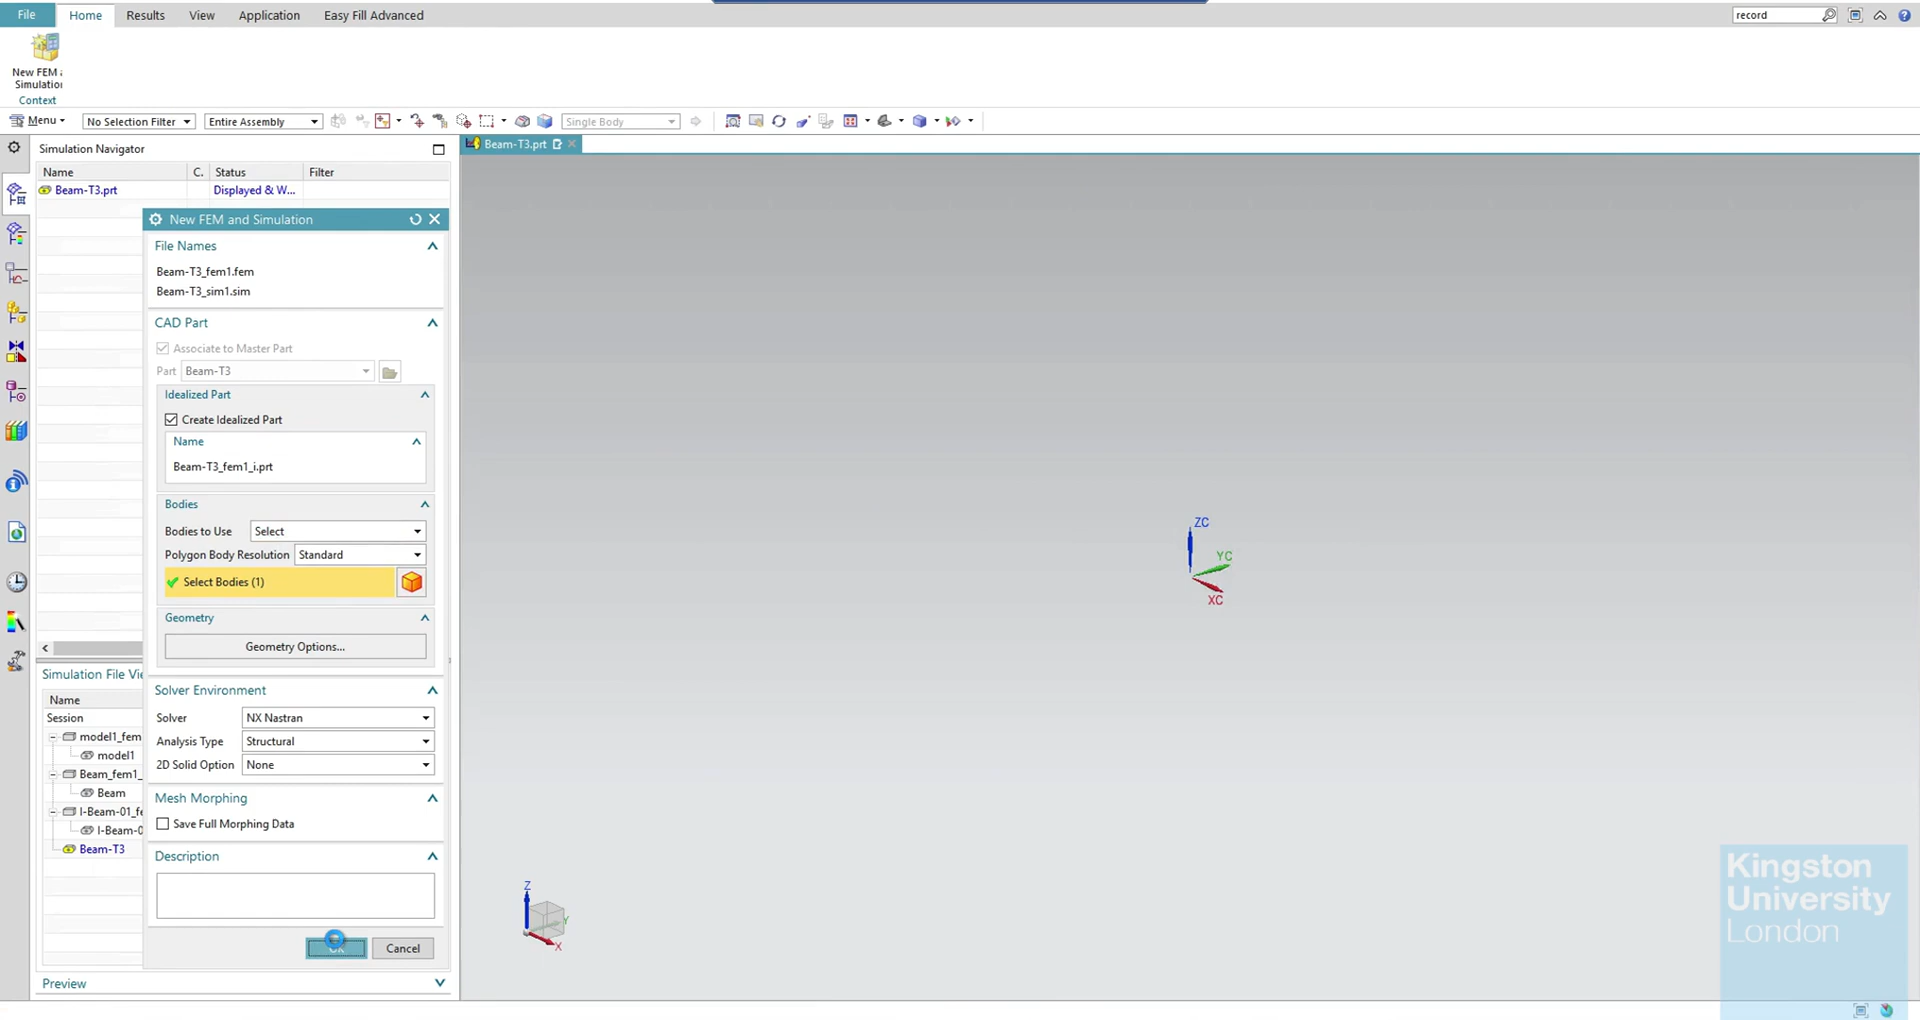 File Home Results View Application Easy Fill Advanced record
New FEM
Simulation
Context
Menu No Selection Filter Entire Assembly Single Body
Simulation Navigator Beam-T3.prt
Name C. Status Filter
Beam-T3.prt Displayed & W...
New FEM and Simulation
File Names
Beam-T3_fem1.fem
Beam-T3_sim1.sim
CAD Part
Associate to Master Part
Part Beam-T3
Idealized Part
Create Idealized Part
Name
Beam-T3_fem1_i.prt
Bodies
Bodies to Use Select
Polygon Body Resolution Standard
Select Bodies (1)
Geometry
Geometry Options...
Simulation File Vie
Solver Environment
Name
Session
Solver NX Nastran
model1_fem
Analysis Type Structural
model1
2D Solid Option None
Beam_fem1_
Beam
Mesh Morphing
I-Beam-01_fe
Save Full Morphing Data
I-Beam-0
Beam-T3
Description
Cancel
Preview
ZC
YC
XC
Z
Y
X
Kingston
University
London